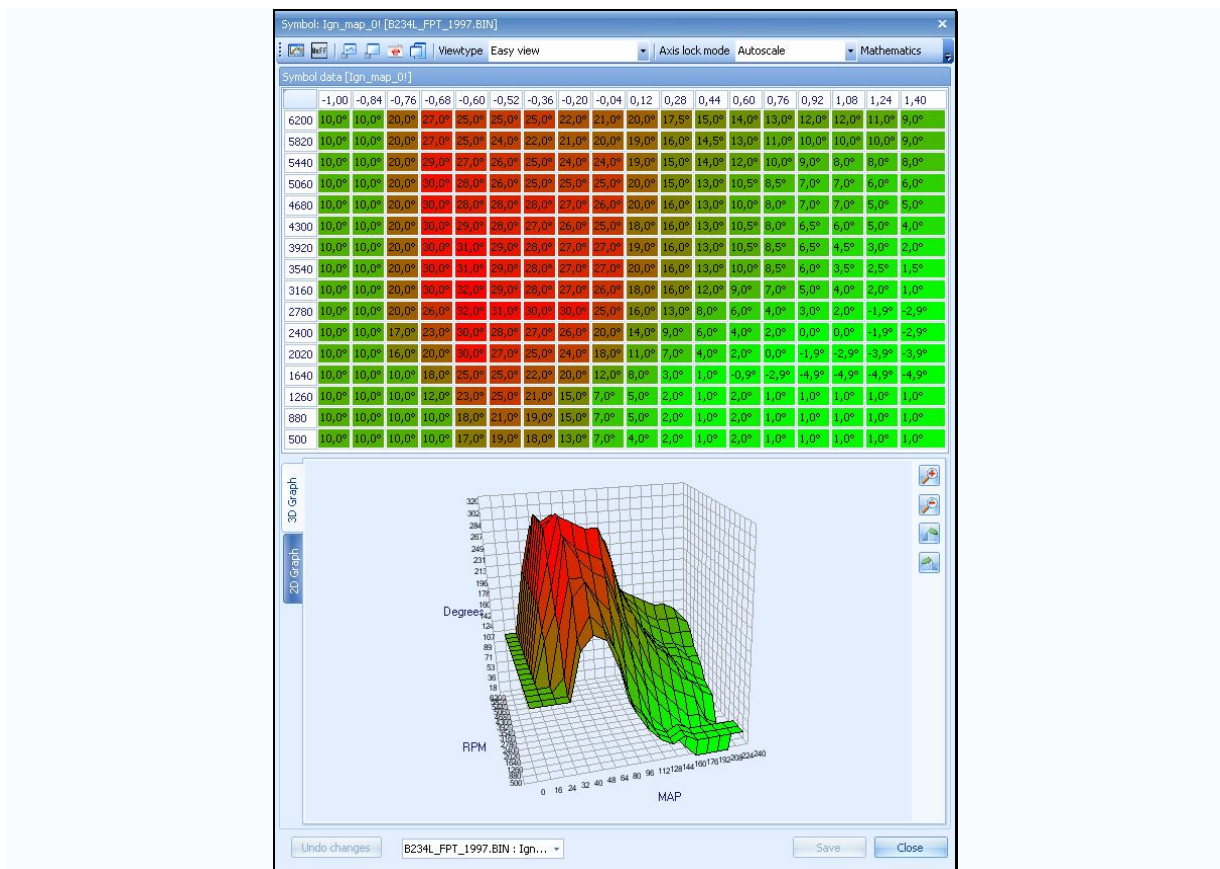 Symbol: Ign_map_0! [B234L_FPT_1997.BIN]
Viewtype Easy view Axis lock mode Autoscale Mathematics
Symbol data [Ign_map_0!]
-1,00 -0,84 -0,76 -0,68 -0,60 -0,52 -0,36 -0,20 -0,04 0,12 0,28 0,44 0,60 0,76 0,92 1,08 1,24 1,40
6200 10,0° 10,0° 20,0° 27,0° 25,0° 25,0° 25,0° 22,0° 21,0° 20,0° 17,5° 15,0° 14,0° 13,0° 12,0° 12,0° 11,0° 9,0°
5820 10,0° 10,0° 20,0° 27,0° 25,0° 24,0° 22,0° 21,0° 20,0° 19,0° 16,0° 14,5° 13,0° 11,0° 10,0° 10,0° 10,0° 9,0°
5440 10,0° 10,0° 20,0° 29,0° 27,0° 26,0° 25,0° 24,0° 24,0° 19,0° 15,0° 14,0° 12,0° 10,0° 9,0° 8,0° 8,0° 8,0°
5060 10,0° 10,0° 20,0° 30,0° 28,0° 26,0° 25,0° 25,0° 25,0° 20,0° 15,0° 13,0° 10,5° 8,5° 7,0° 7,0° 6,0° 6,0°
4680 10,0° 10,0° 20,0° 30,0° 28,0° 28,0° 28,0° 27,0° 26,0° 20,0° 16,0° 13,0° 10,0° 8,0° 7,0° 7,0° 5,0° 5,0°
4300 10,0° 10,0° 20,0° 30,0° 29,0° 28,0° 27,0° 26,0° 25,0° 18,0° 16,0° 13,0° 10,5° 8,0° 6,5° 6,0° 5,0° 4,0°
3920 10,0° 10,0° 20,0° 30,0° 31,0° 29,0° 28,0° 27,0° 27,0° 19,0° 16,0° 13,0° 10,5° 8,5° 6,5° 4,5° 3,0° 2,0°
3540 10,0° 10,0° 20,0° 30,0° 31,0° 29,0° 28,0° 27,0° 27,0° 20,0° 16,0° 13,0° 10,0° 8,5° 6,0° 3,5° 2,5° 1,5°
3160 10,0° 10,0° 20,0° 30,0° 32,0° 29,0° 28,0° 27,0° 26,0° 18,0° 16,0° 12,0° 9,0° 7,0° 5,0° 4,0° 2,0° 1,0°
2780 10,0° 10,0° 20,0° 26,0° 32,0° 31,0° 30,0° 30,0° 25,0° 16,0° 13,0° 8,0° 6,0° 4,0° 3,0° 2,0° -1,9° -2,9°
2400 10,0° 10,0° 17,0° 23,0° 30,0° 28,0° 27,0° 26,0° 20,0° 14,0° 9,0° 6,0° 4,0° 2,0° 0,0° 0,0° -1,9° -2,9°
2020 10,0° 10,0° 16,0° 20,0° 30,0° 27,0° 25,0° 24,0° 18,0° 11,0° 7,0° 4,0° 2,0° 0,0° -1,9° -2,9° -3,9° -3,9°
1640 10,0° 10,0° 10,0° 18,0° 25,0° 25,0° 22,0° 20,0° 12,0° 8,0° 3,0° 1,0° -0,9° -2,9° -4,9° -4,9° -4,9° -4,9°
1260 10,0° 10,0° 10,0° 12,0° 23,0° 25,0° 21,0° 15,0° 7,0° 5,0° 2,0° 1,0° 2,0° 1,0° 1,0° 1,0° 1,0° 1,0°
880 10,0° 10,0° 10,0° 10,0° 18,0° 21,0° 19,0° 15,0° 7,0° 5,0° 2,0° 1,0° 2,0° 1,0° 1,0° 1,0° 1,0° 1,0°
500 10,0° 10,0° 10,0° 10,0° 17,0° 19,0° 18,0° 13,0° 7,0° 4,0° 2,0° 1,0° 2,0° 1,0° 1,0° 1,0° 1,0° 1,0°
3D Graph
2D Graph
320
302
284
267
249
231
213
196
178
160
Degrees
142
124
107
89
71
53
36
18
RPM
500
0 16 24 32 40 48 64 80 96 112 128 144 160 176 192 208 224 240
MAP
Undo changes
B234L_FPT_1997.BIN : Ign...
Save
Close